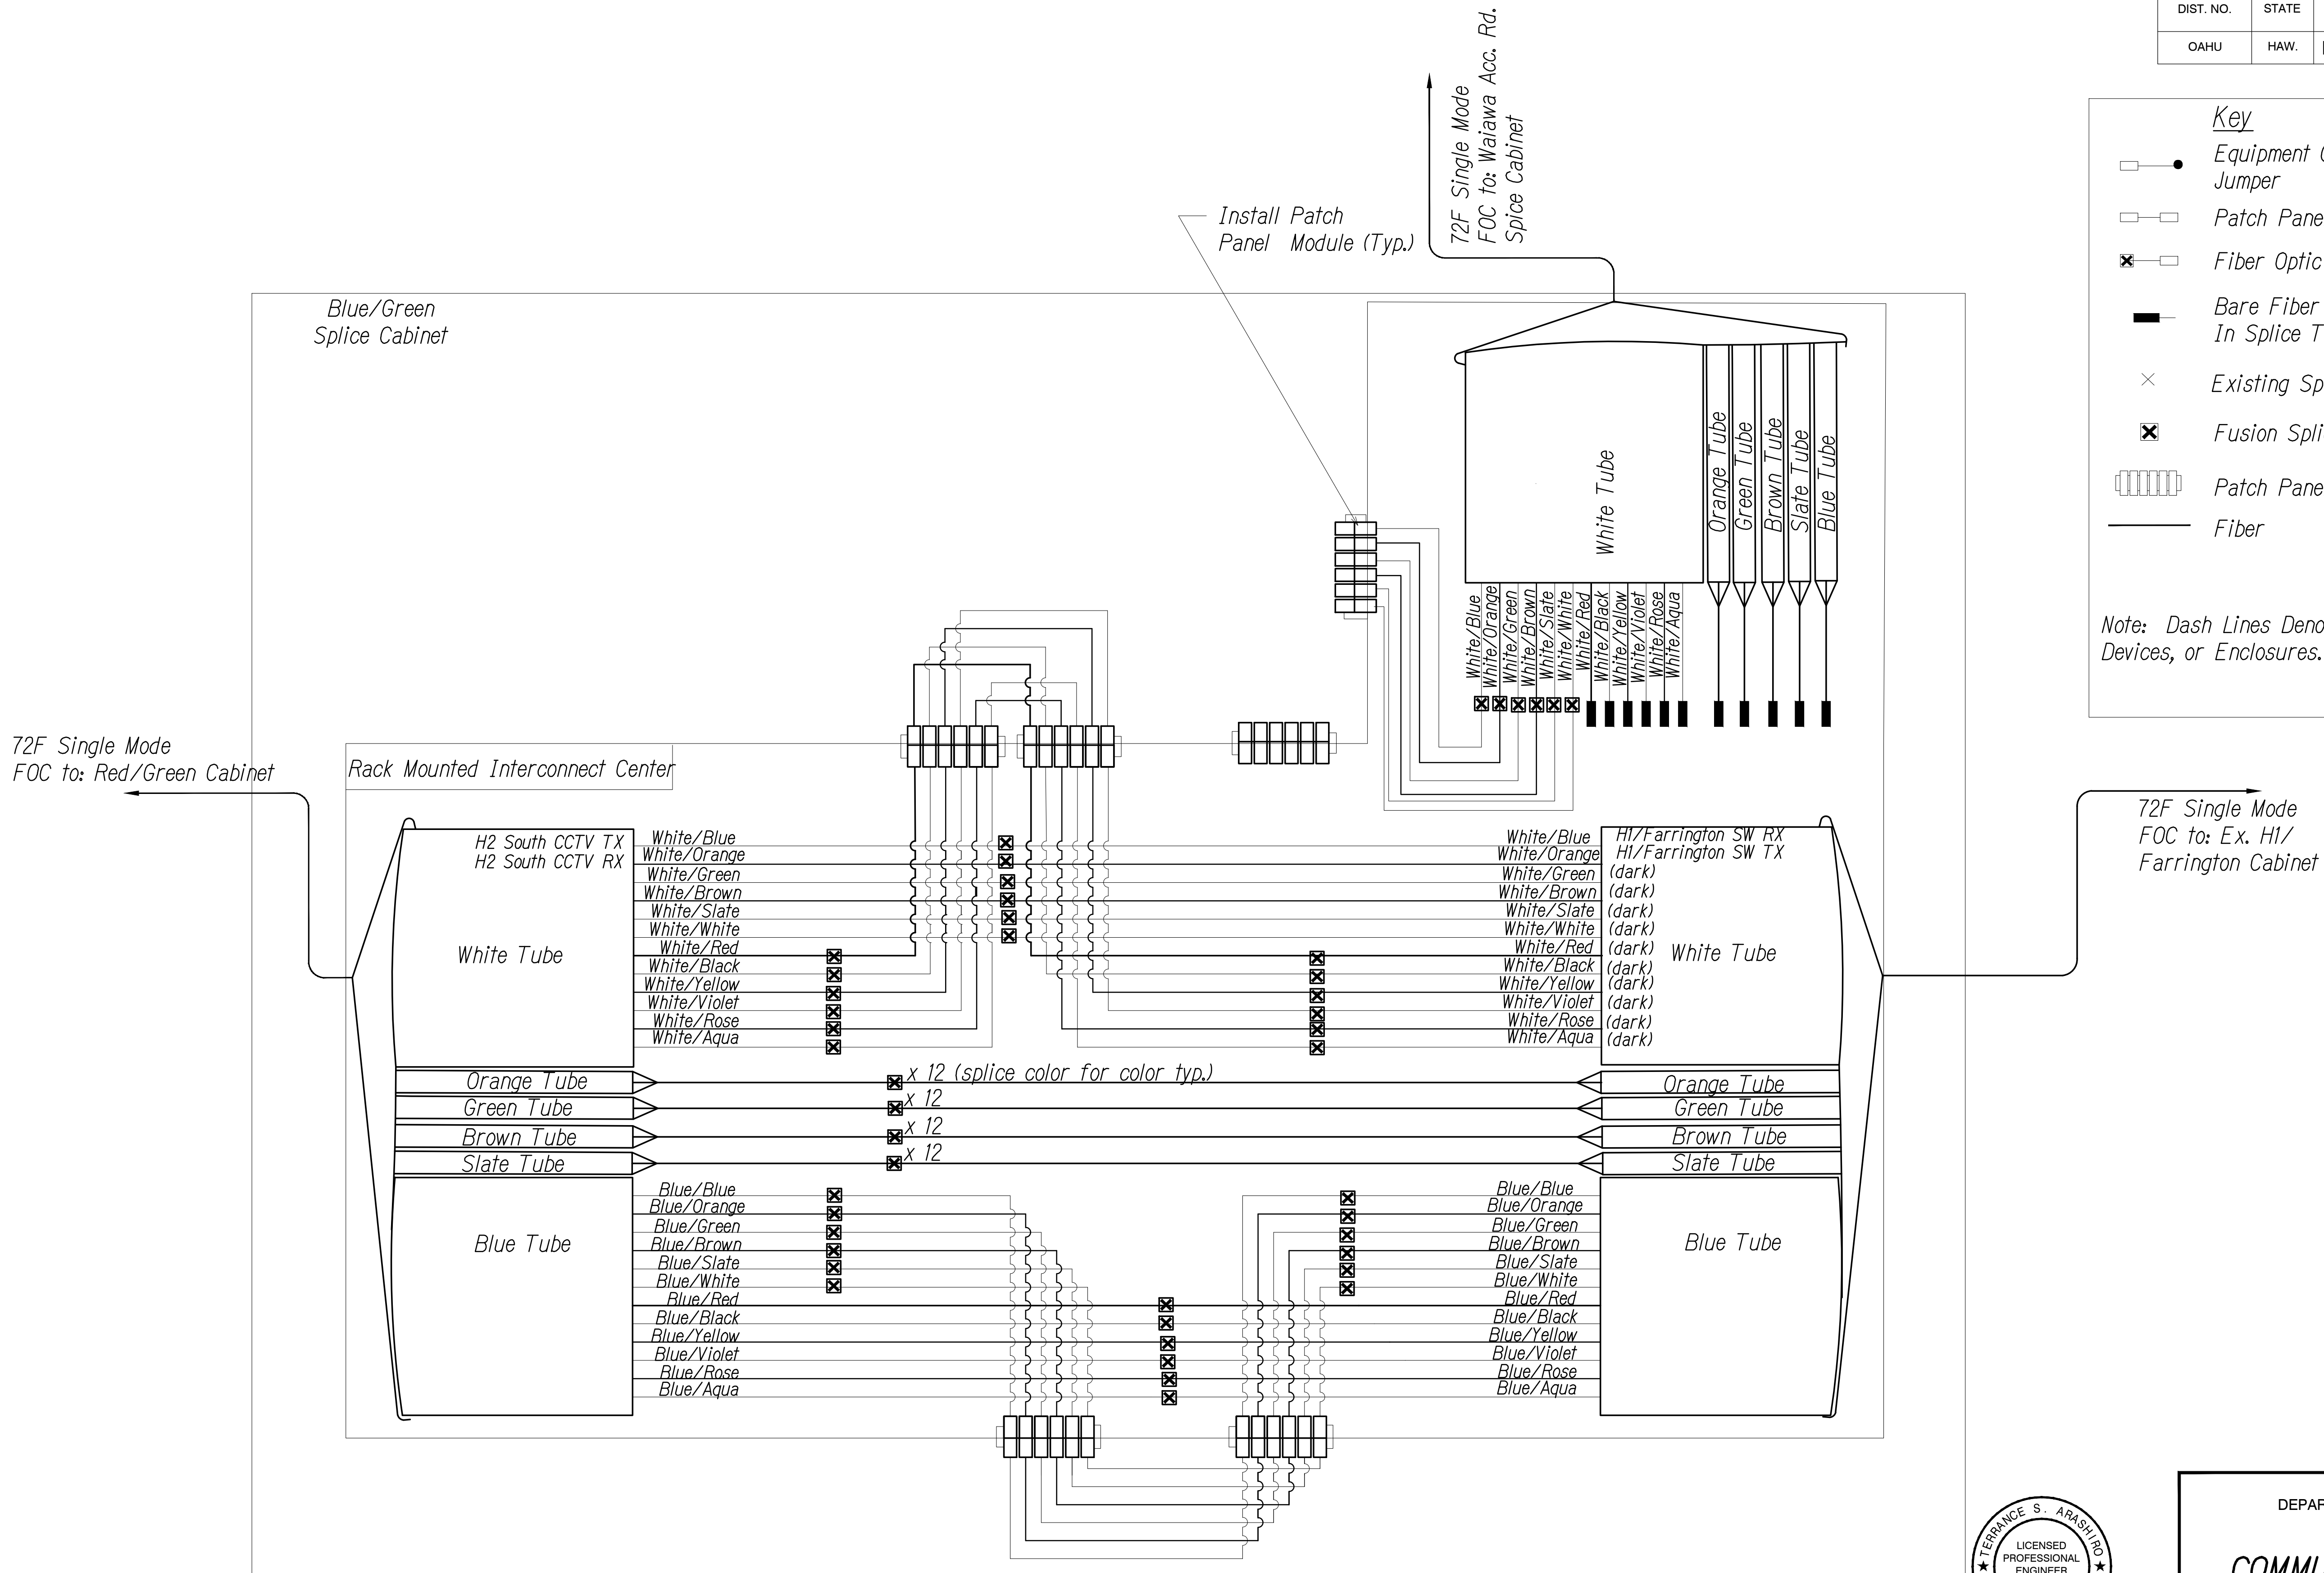 DIST. NO. STATE
OAHU HAW.
Key
Equipment
Jumper
Patch
Fiber Optic
Bare Fiber
In Splice
Existing
Fusion
Patch
Fiber
Note: Dash Lines
Devices, or Enclosures.
72F Single Mode
FOC to: Waiawa Acc. Rd.
Splice Cabinet
Install Patch
Panel Module (Typ.)
Blue/Green
Splice Cabinet
White Tube
Orange Tube
Green Tube
Brown Tube
Slate Tube
Blue Tube
White/Blue
White/Orange
White/Green
White/Brown
White/Slate
White/White
White/Red
White/Black
White/Yellow
White/Violet
White/Rose
White/Aqua
72F Single Mode
FOC to: Red/Green Cabinet
Rack Mounted Interconnect Center
72F Single Mode
FOC to: Ex. H1/
Farrington Cabinet
H2 South CCTV TX
H2 South CCTV RX
White Tube
White/Blue
White/Orange
White/Green
White/Brown
White/Slate
White/White
White/Red
White/Black
White/Yellow
White/Violet
White/Rose
White/Aqua
White/Blue
White/Orange
White/Green
White/Brown
White/Slate
White/White
White/Red
White/Black
White/Yellow
White/Violet
White/Rose
White/Aqua
H1/Farrington SW RX
H1/Farrington SW TX
(dark)
(dark)
(dark)
(dark)
(dark)
(dark)
(dark)
(dark)
(dark)
(dark)
White Tube
Orange Tube
x 12 (splice color for color typ.)
Orange Tube
Green Tube
x 12
Green Tube
Brown Tube
x 12
Brown Tube
Slate Tube
x 12
Slate Tube
Blue Tube
Blue/Blue
Blue/Orange
Blue/Green
Blue/Brown
Blue/Slate
Blue/White
Blue/Red
Blue/Black
Blue/Yellow
Blue/Violet
Blue/Rose
Blue/Aqua
Blue/Blue
Blue/Orange
Blue/Green
Blue/Brown
Blue/Slate
Blue/White
Blue/Red
Blue/Black
Blue/Yellow
Blue/Violet
Blue/Rose
Blue/Aqua
Blue Tube
TERRANCE S. ARASHIRO
LICENSED
PROFESSIONAL
ENGINEER